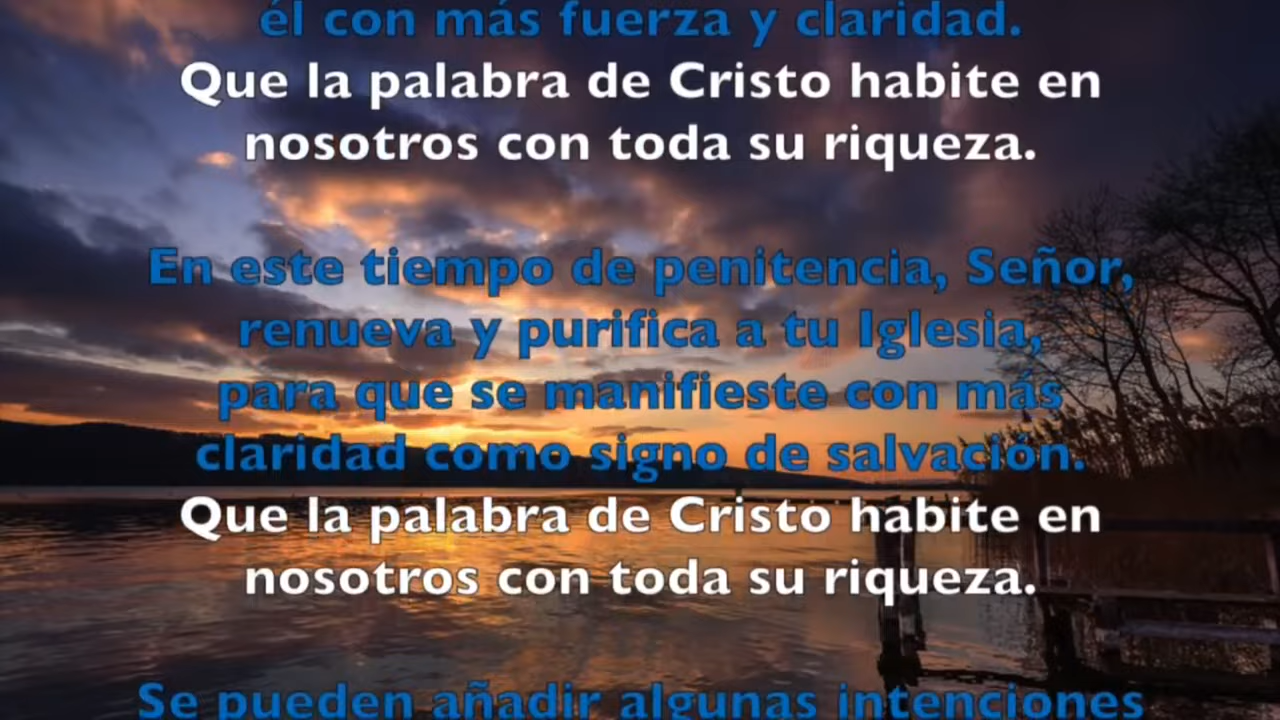 él con más fuerza y claridad.
Que la palabra de Cristo habite en
nosotros con toda su riqueza.
En este tiempo de penitencia, Señor,
renueva y purifica a tu Iglesia,
para que se manifieste con más
claridad como signo de salvación.
Que la palabra de Cristo habite en
nosotros con toda su riqueza.
Se pueden añadir algunas intenciones